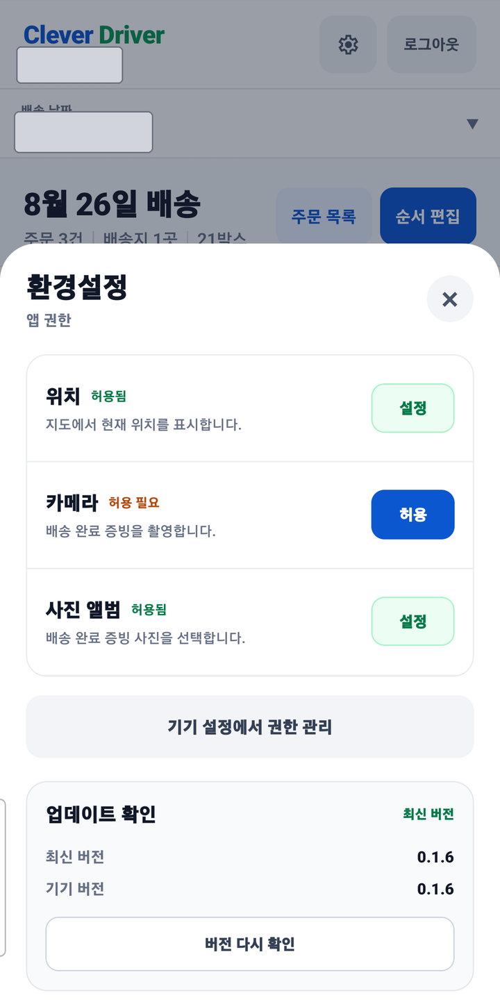 Clever Driver
로그아웃
배송 날짜
▼
8월 26일 배송
주문 목록
순서 편집
주문 3건 | 배송지 1곳 | 21박스
환경설정
앱 권한
위치 허용됨
지도에서 현재 위치를 표시합니다.
설정
카메라 허용 필요
배송 완료 증빙을 촬영합니다.
허용
사진 앨범 허용됨
배송 완료 증빙 사진을 선택합니다.
설정
기기 설정에서 권한 관리
업데이트 확인
최신 버전
최신 버전 0.1.6
기기 버전 0.1.6
버전 다시 확인